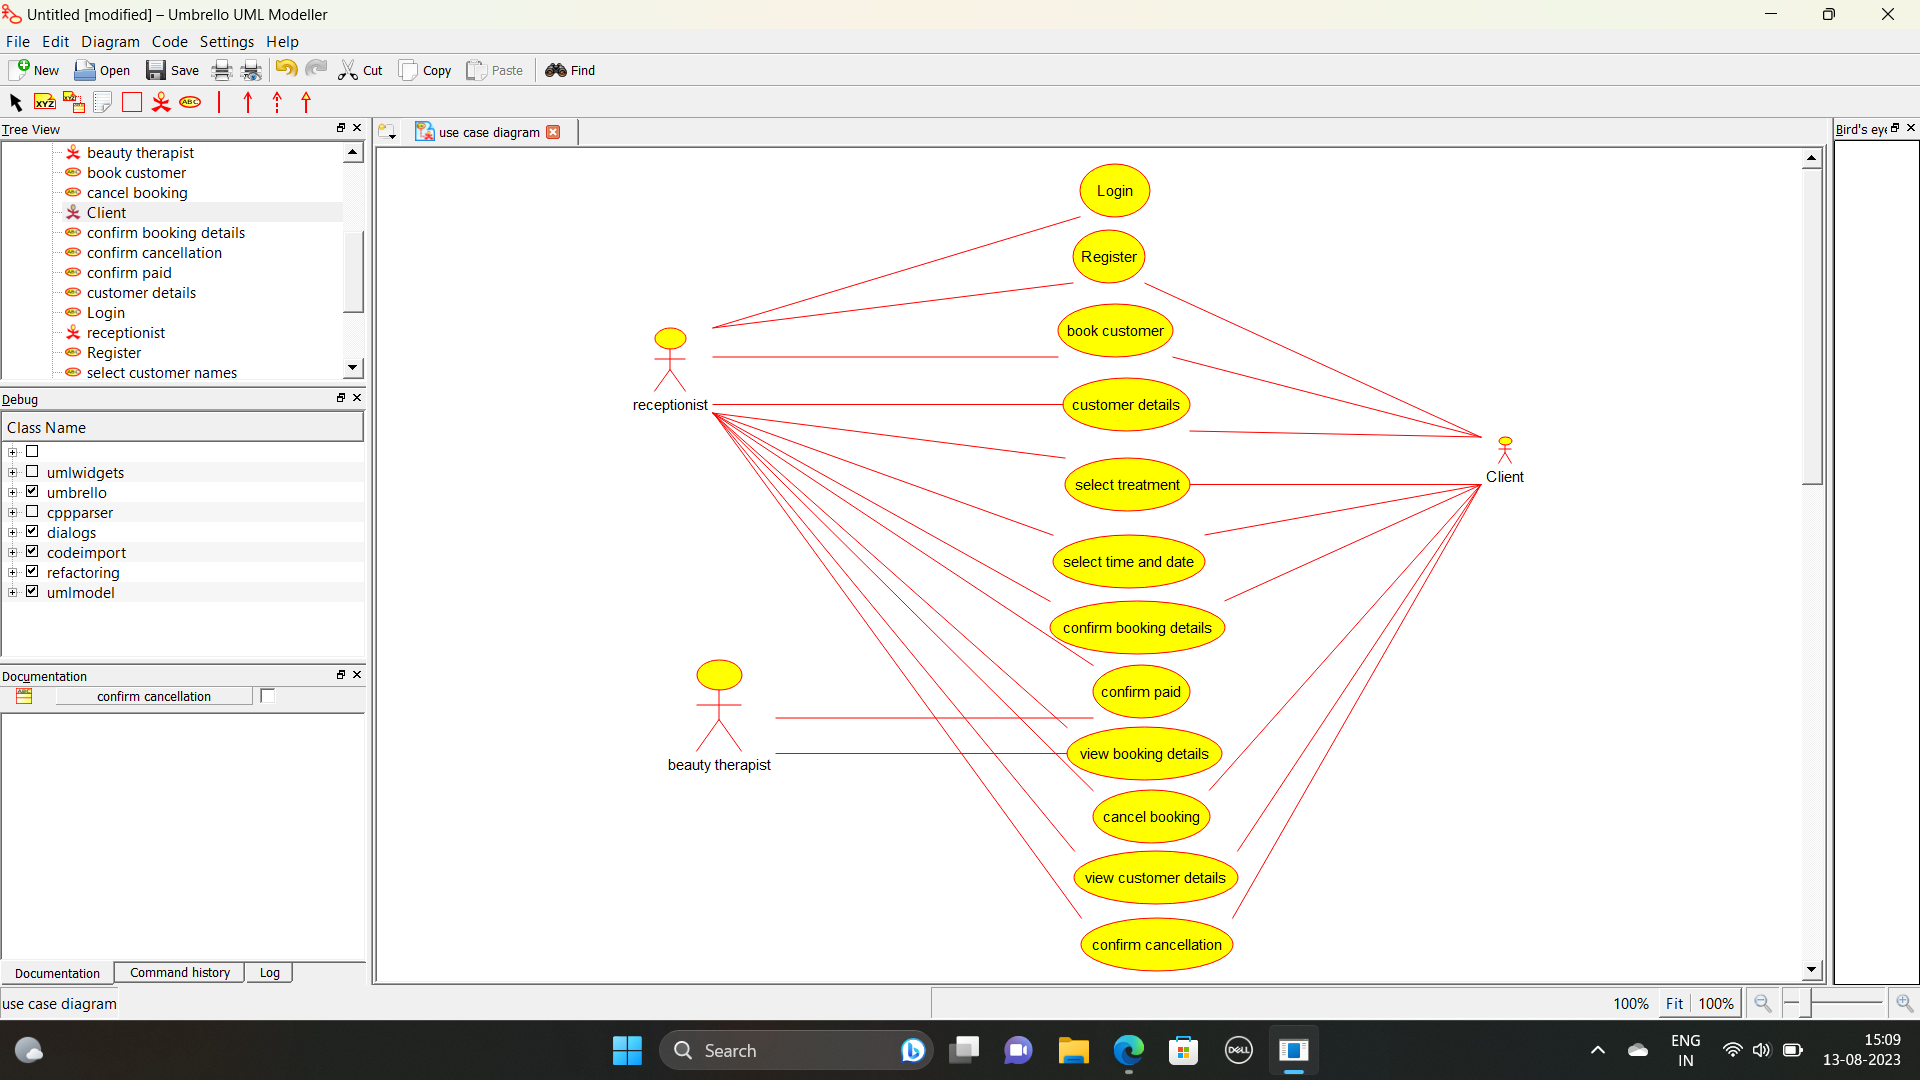 Untitled [modified] – Umbrello UML Modeller
File Edit Diagram Code Settings Help
New Open Save Cut Copy Paste Find
XYZ XYZ ABC
Tree View
use case diagram
Bird's eye
beauty therapist
book customer
cancel booking
Client
confirm booking details
confirm cancellation
confirm paid
customer details
Login
receptionist
Register
select customer names
Debug
Class Name
umlwidgets
umbrello
cppparser
dialogs
codeimport
refactoring
umlmodel
Documentation
confirm cancellation
Documentation Command history Log
Login
Register
book customer
receptionist
customer details
Client
select treatment
select time and date
confirm booking details
confirm paid
view booking details
beauty therapist
cancel booking
view customer details
confirm cancellation
use case diagram
100% Fit 100%
Search
DELL
ENG
IN
15:09
13-08-2023